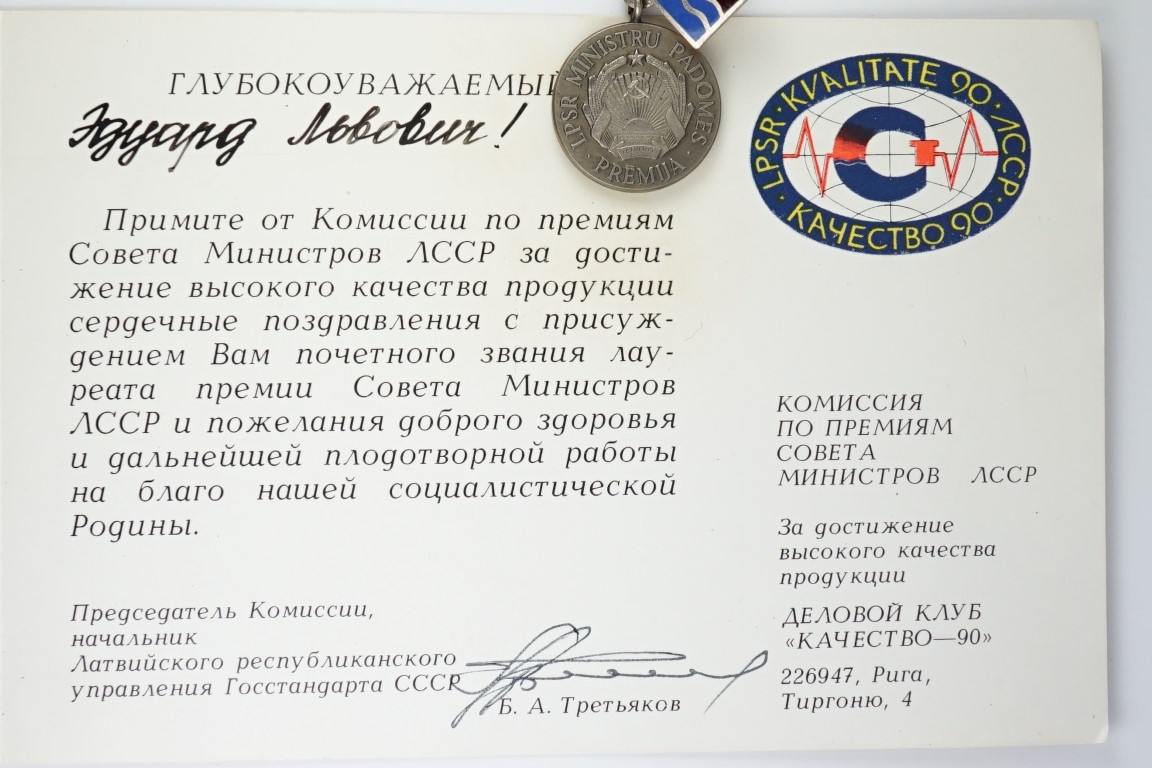 ГЛУБОКОУВАЖАЕМЫЙ
Эдуард Львович!
Примите от Комиссии по премиям
Совета Министров ЛССР за дости-
жение высокого качества продукции
сердечные поздравления с присуж-
дением Вам почетного звания лау-
реата премии Совета Министров
ЛССР и пожелания доброго здоровья
и дальнейшей плодотворной работы
на благо нашей социалистической
Родины.
Председатель Комиссии,
начальник
Латвийского республиканского
управления Госстандарта СССР
Б. А. Третьяков
LPSR MINISTRU PADOMES
· PREMIJA ·
LPSR · KVALITATE 90 · ЛССР ·
КАЧЕСТВО 90
КОМИССИЯ
ПО ПРЕМИЯМ
СОВЕТА
МИНИСТРОВ ЛССР
За достижение
высокого качества
продукции
ДЕЛОВОЙ КЛУБ
«КАЧЕСТВО—90»
226947, Рига,
Тиргоню, 4